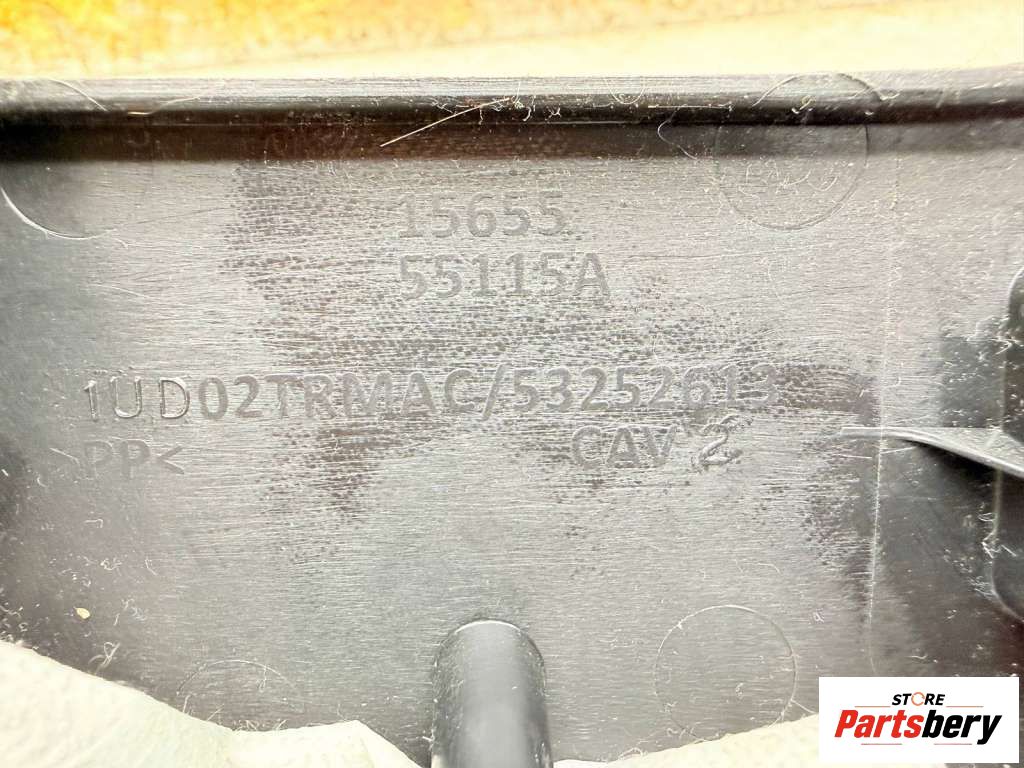 15655
55115A
1UD02TRMAC/53252613
>PP<
CAV 2
STORE
Partsbery